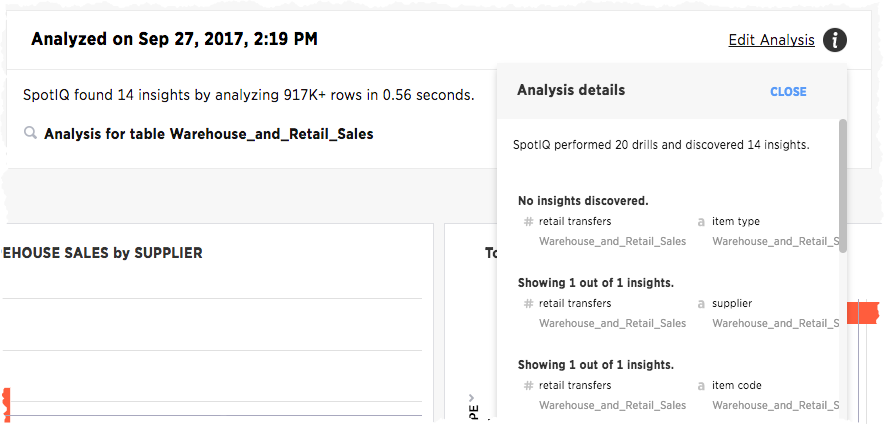 Analyzed on Sep 27, 2017, 2:19 PM
Edit Analysis
SpotIQ found 14 insights by analyzing 917K+ rows in 0.56 seconds.
Analysis for table Warehouse_and_Retail_Sales
Analysis details
CLOSE
SpotIQ performed 20 drills and discovered 14 insights.
No insights discovered.
# retail transfers
a item type
Warehouse_and_Retail_Sales
Warehouse_and_Retail_S
Showing 1 out of 1 insights.
# retail transfers
a supplier
Warehouse_and_Retail_Sales
Warehouse_and_Retail_S
Showing 1 out of 1 insights.
# retail transfers
a item code
Warehouse_and_Retail_Sales
Warehouse_and_Retail_S
EHOUSE SALES by SUPPLIER
To
PE